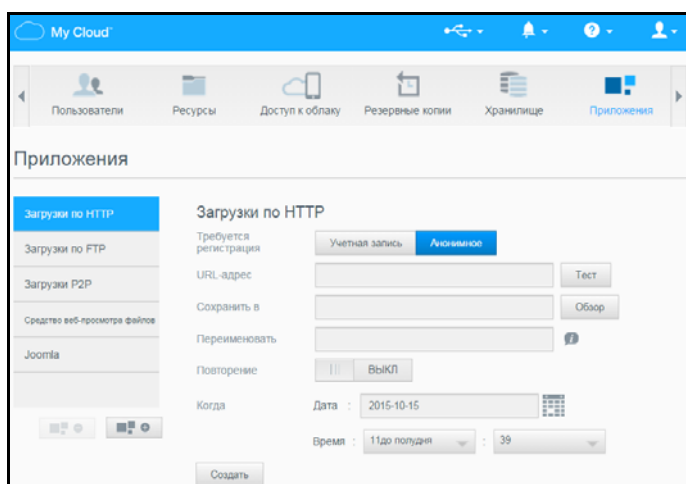 My Cloud™
Пользователи Ресурсы Доступ к облаку Резервные копии Хранилище Приложения
Приложения
Загрузки по HTTP
Загрузки по FTP
Загрузки P2P
Средство веб-просмотра файлов
Joomla
Загрузки по HTTP
Требуется регистрация Учетная запись Анонимное
URL-адрес Тест
Сохранить в Обзор
Переименовать
Повторение ВЫКЛ
Когда Дата : 2015-10-15
Время : 11до полудня : 39
Создать